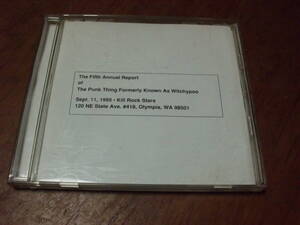 The Fifth Annual Report
of
The Punk Thing Formerly Known As Witchypoo
Sept. 11, 1995 • Kill Rock Stars
120 NE State Ave. #418, Olympia, WA 98501